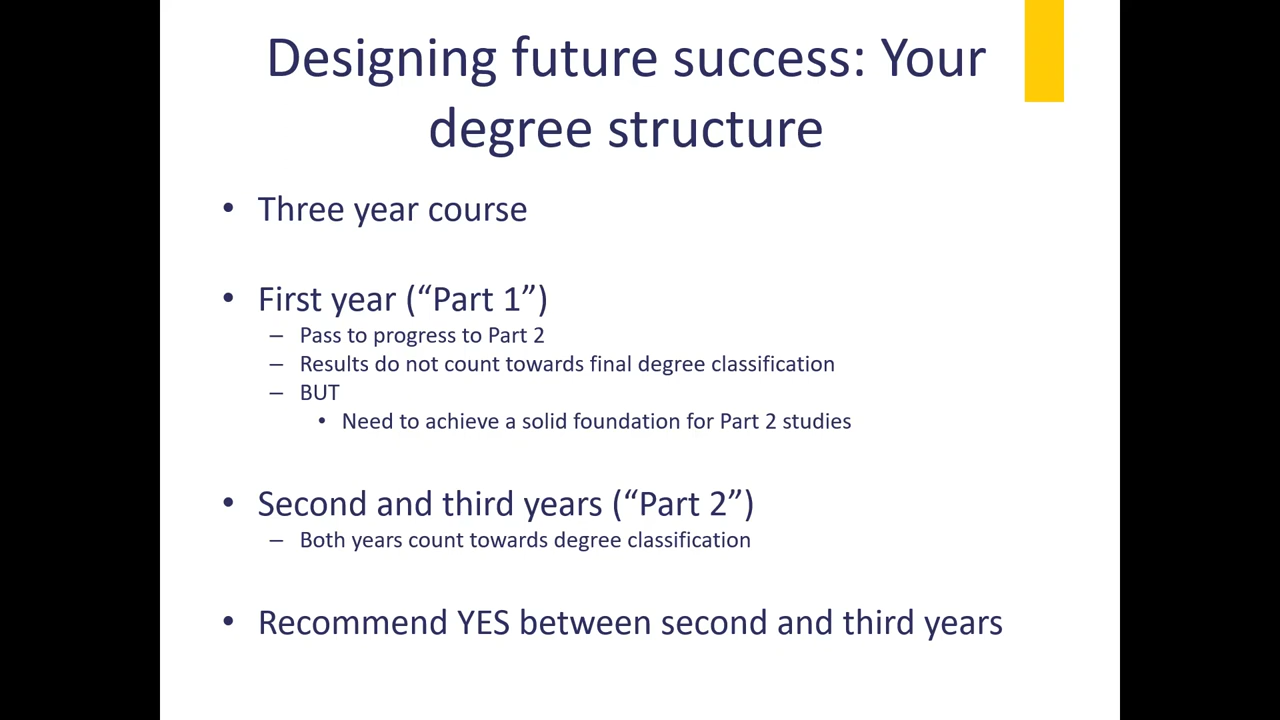 Designing future success: Your
degree structure
• Three year course
• First year (“Part 1”)
– Pass to progress to Part 2
– Results do not count towards final degree classification
– BUT
• Need to achieve a solid foundation for Part 2 studies
• Second and third years (“Part 2”)
– Both years count towards degree classification
• Recommend YES between second and third years